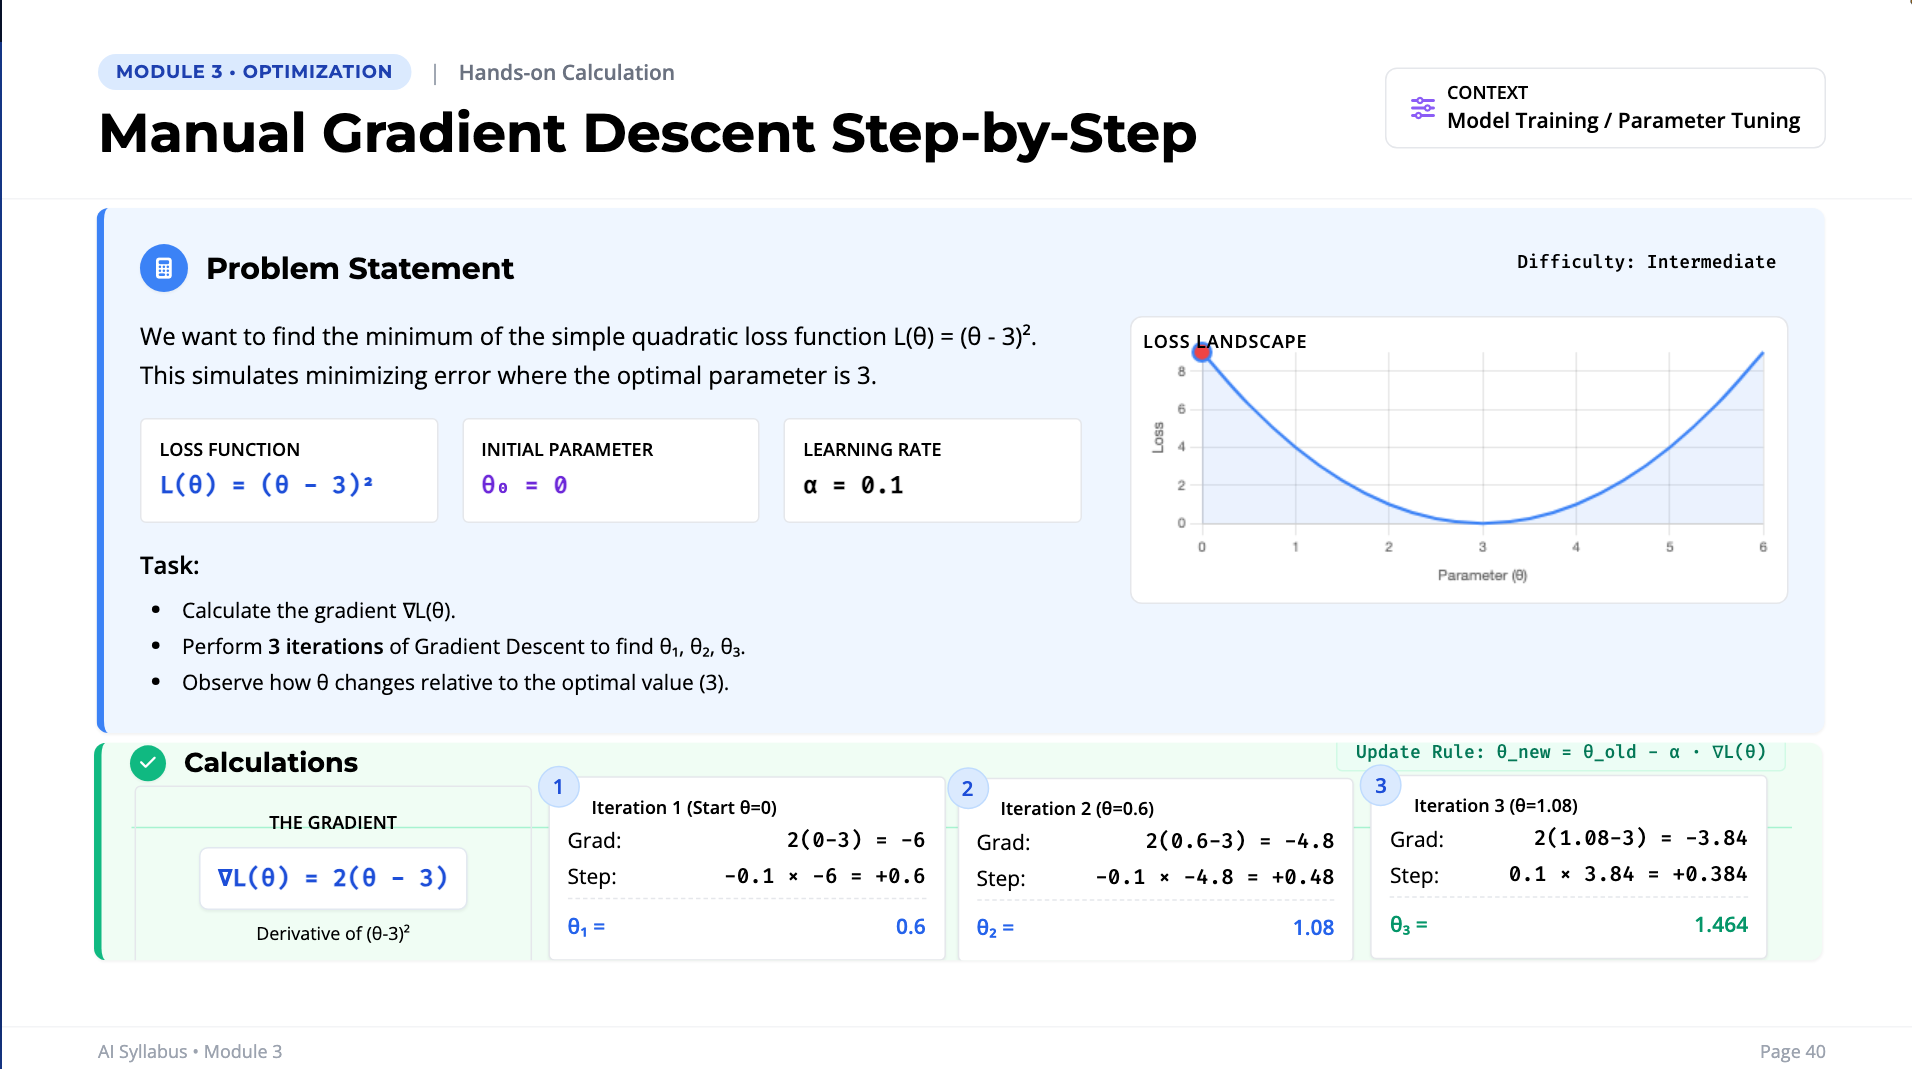 MODULE 3 • OPTIMIZATION | Hands-on Calculation
Manual Gradient Descent Step-by-Step
CONTEXT
Model Training / Parameter Tuning
Problem Statement
Difficulty: Intermediate
We want to find the minimum of the simple quadratic loss function L(θ) = (θ - 3)².
This simulates minimizing error where the optimal parameter is 3.
LOSS FUNCTION
L(θ) = (θ - 3)²
INITIAL PARAMETER
θ₀ = 0
LEARNING RATE
α = 0.1
Task:
• Calculate the gradient ∇L(θ).
• Perform 3 iterations of Gradient Descent to find θ₁, θ₂, θ₃.
• Observe how θ changes relative to the optimal value (3).
LOSS LANDSCAPE
8
6
4
2
0
Loss
0 1 2 3 4 5 6
Parameter (θ)
Calculations
Update Rule: θ_new = θ_old - α · ∇L(θ)
THE GRADIENT
∇L(θ) = 2(θ - 3)
Derivative of (θ-3)²
1
Iteration 1 (Start θ=0)
Grad: 2(0-3) = -6
Step: -0.1 × -6 = +0.6
θ₁ = 0.6
2
Iteration 2 (θ=0.6)
Grad: 2(0.6-3) = -4.8
Step: -0.1 × -4.8 = +0.48
θ₂ = 1.08
3
Iteration 3 (θ=1.08)
Grad: 2(1.08-3) = -3.84
Step: 0.1 × 3.84 = +0.384
θ₃ = 1.464
AI Syllabus • Module 3
Page 40